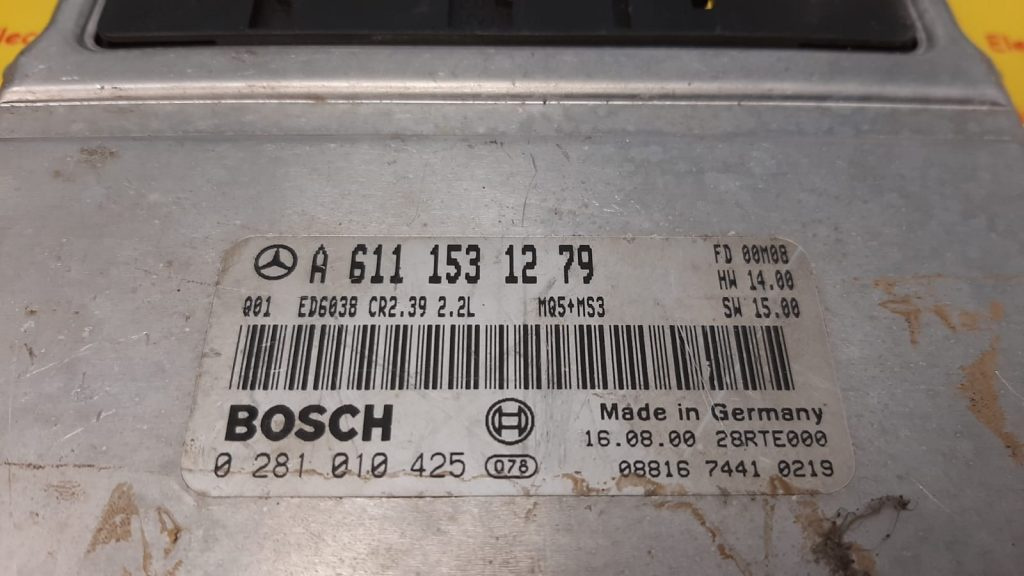 A 611 153 12 79 FD 00M08
HW 14.00
Q01 ED6038 CR2.39 2.2L MQ5+MS3 SW 15.00
BOSCH Made in Germany
16.08.00 28RTE000
0 281 010 425 078 08816 7441 0219